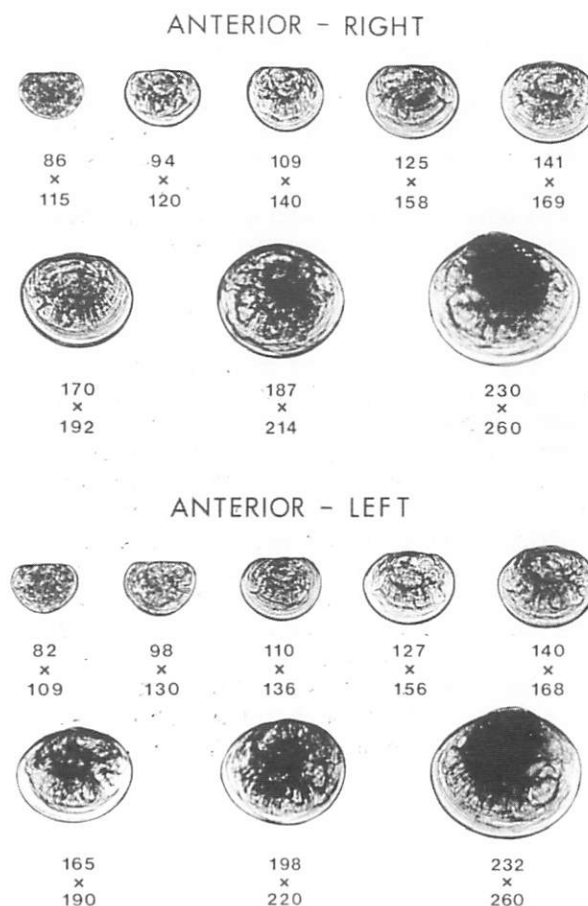 ANTERIOR – RIGHT
86 94 109 125 141
× × × × ×
115 120 140 158 169
170 187 230
× × ×
192 214 260
ANTERIOR – LEFT
82 98 110 127 140
× × × × ×
109 130 136 156 168
165 198 232
× × ×
190 220 260